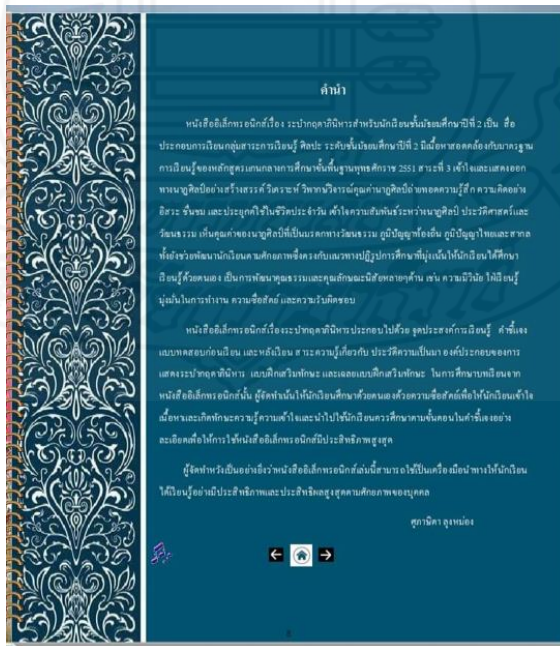 คำนำ
หนังสืออิเล็กทรอนิกส์เรื่อง ระบำปกฤดาภินิหารสำหรับนักเรียนชั้นมัธยมศึกษาปีที่ 2 เป็น สื่อ
ประกอบการเรียนกลุ่มสาระการเรียนรู้ ศิลปะ ระดับชั้นมัธยมศึกษาปีที่ 2 มีเนื้อหาสอดคล้องกับมาตรฐาน
การเรียนรู้ของหลักสูตรแกนกลางการศึกษาขั้นพื้นฐานพุทธศักราช 2551 สาระที่ 3 เข้าใจและแสดงออก
ทางนาฏศิลป์อย่างสร้างสรรค์ วิเคราะห์ วิพากษ์วิจารณ์คุณค่านาฏศิลป์ถ่ายทอดความรู้สึก ความคิดอย่าง
อิสระ ชื่นชม และประยุกต์ใช้ในชีวิตประจำวัน เข้าใจความสัมพันธ์ระหว่างนาฏศิลป์ ประวัติศาสตร์และ
วัฒนธรรม เห็นคุณค่าของนาฏศิลป์ที่เป็นมรดกทางวัฒนธรรม ภูมิปัญญาท้องถิ่น ภูมิปัญญาไทยและสากล
ทั้งยังช่วยพัฒนานักเรียนตามศักยภาพซึ่งตรงกับแนวทางปฏิรูปการศึกษาที่มุ่งเน้นให้นักเรียนได้ศึกษา
เรียนรู้ด้วยตนเอง เป็นการพัฒนาคุณธรรมและคุณลักษณะนิสัยหลายๆด้าน เช่น ความมีวินัย ใฝ่เรียนรู้
มุ่งมั่นในการทำงาน ความซื่อสัตย์ และความรับผิดชอบ
หนังสืออิเล็กทรอนิกส์เรื่องระบำปกฤดาภินิหารประกอบไปด้วย จุดประสงค์การเรียนรู้ คำชี้แจง
แบบทดสอบก่อนเรียน และหลังเรียน สาระความรู้เกี่ยวกับ ประวัติความเป็นมา องค์ประกอบของการ
แสดงระบำปกฤดาภินิหาร แบบฝึกเสริมทักษะ และเฉลยแบบฝึกเสริมทักษะ ในการศึกษาบทเรียนจาก
หนังสืออิเล็กทรอนิกส์นั้น ผู้จัดทำเน้นให้นักเรียนศึกษาด้วยตนเองด้วยความซื่อสัตย์เพื่อให้นักเรียนเข้าใจ
เนื้อหาและเกิดทักษะความรู้ความเข้าใจและนำไปใช้นักเรียนควรศึกษาตามขั้นตอนในคำชี้แจงอย่าง
ละเอียดเพื่อให้การใช้หนังสืออิเล็กทรอนิกส์มีประสิทธิภาพสูงสุด
ผู้จัดทำหวังเป็นอย่างยิ่งว่าหนังสืออิเล็กทรอนิกส์เล่มนี้สามารถใช้เป็นเครื่องมือนำทางให้นักเรียน
ได้เรียนรู้อย่างมีประสิทธิภาพและประสิทธิผลสูงสุดตามศักยภาพของบุคคล
ศุภานิดา ลุงหม่อง